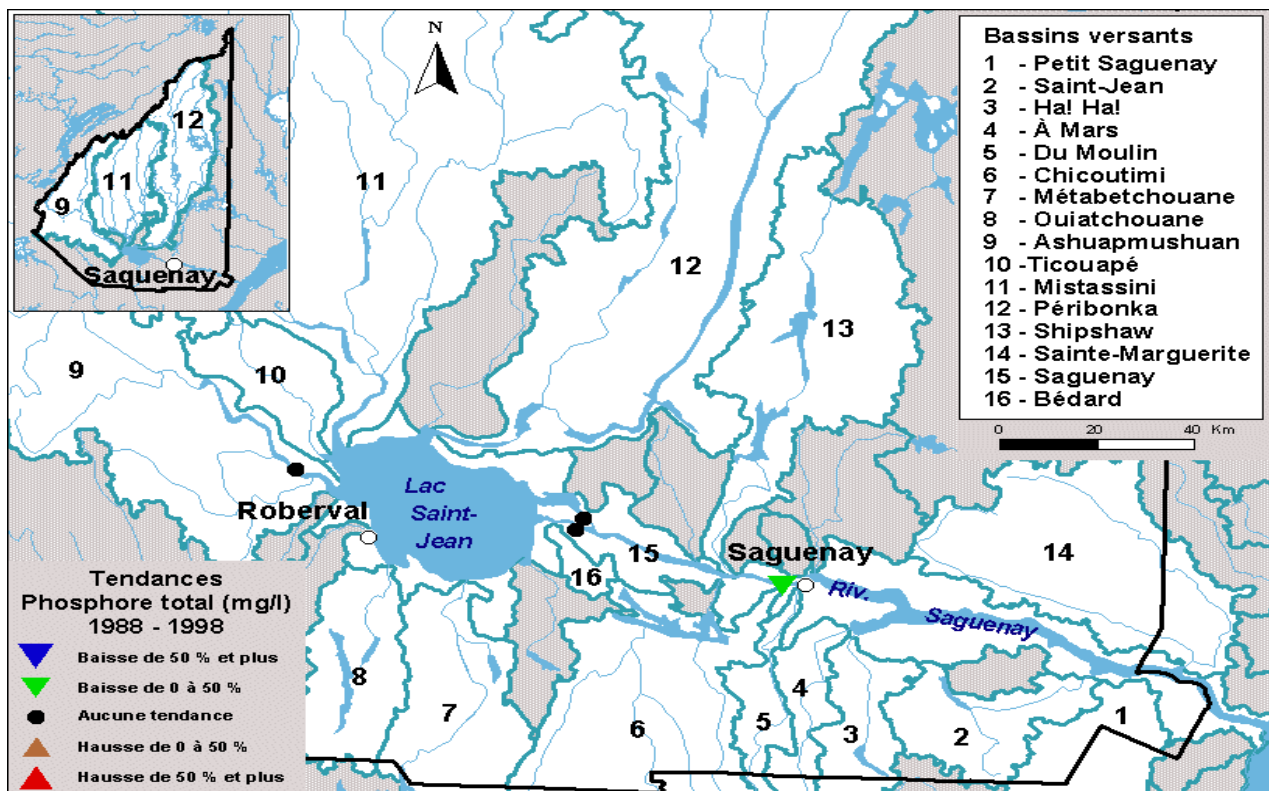 12
11
9
Saguenay
N
Bassins versants
1 - Petit Saguenay
2 - Saint-Jean
3 - Ha! Ha!
4 - À Mars
5 - Du Moulin
6 - Chicoutimi
7 - Métabetchouane
8 - Ouiatchouane
9 - Ashuapmushuan
10 -Ticouapé
11 - Mistassini
12 - Péribonka
13 - Shipshaw
14 - Sainte-Marguerite
15 - Saguenay
16 - Bédard
0 20 40 Km
11
12
13
9
10
Roberval
Lac
Saint-
Jean
15
16
Saguenay
14
Riv.
Saguenay
8
7
6
5
4
3
2
1
Tendances
Phosphore total (mg/l)
1988 - 1998
Baisse de 50 % et plus
Baisse de 0 à 50 %
Aucune tendance
Hausse de 0 à 50 %
Hausse de 50 % et plus